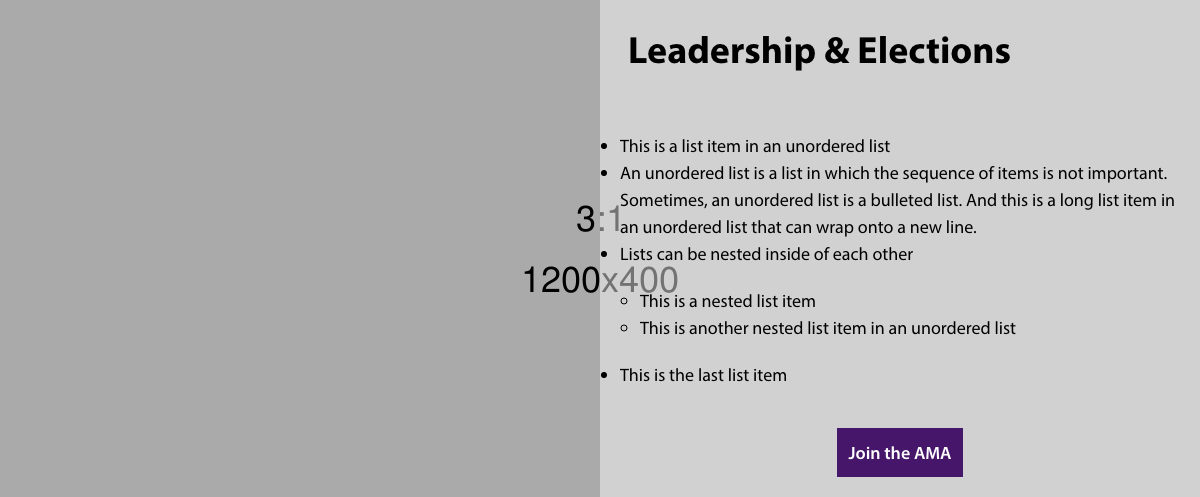 Leadership & Elections
This is a list item in an unordered list
An unordered list is a list in which the sequence of items is not important.
Sometimes, an unordered list is a bulleted list. And this is a long list item in
an unordered list that can wrap onto a new line.
Lists can be nested inside of each other
This is a nested list item
This is another nested list item in an unordered list
This is the last list item
Join the AMA
3:1
1200x400